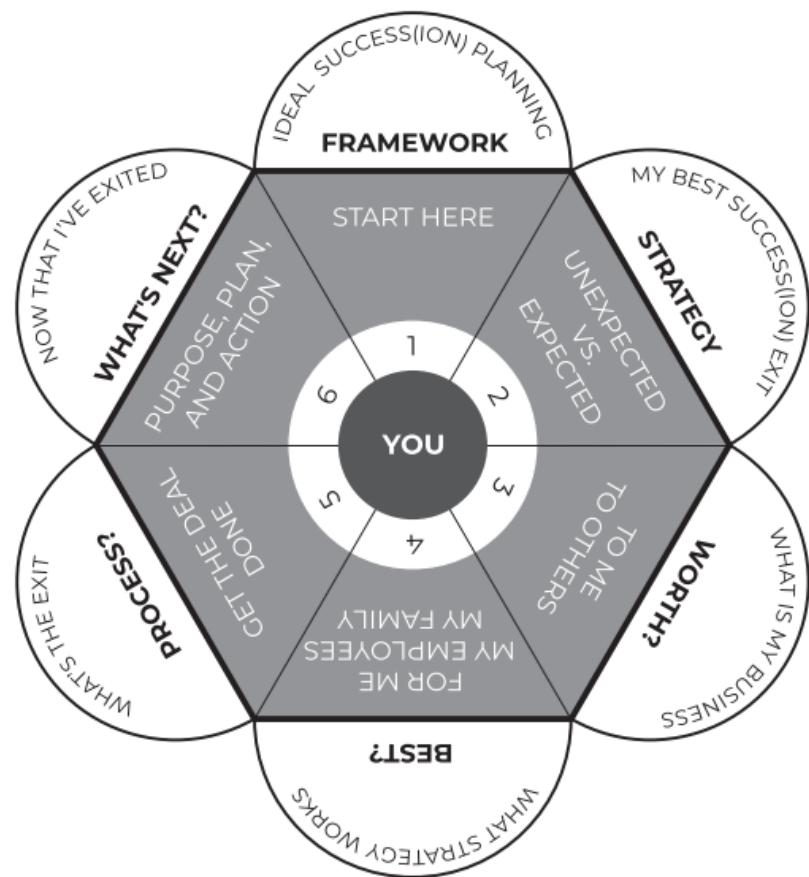 IDEAL SUCCESS(ION) PLANNING
FRAMEWORK
START HERE
1
MY BEST SUCCESS(ION) EXIT
STRATEGY
UNEXPECTED
VS.
EXPECTED
2
WHAT IS MY BUSINESS
WORTH?
TO ME
TO OTHERS
3
WHAT STRATEGY WORKS
BEST?
FOR ME
MY EMPLOYEES
MY FAMILY
4
WHAT'S THE EXIT
PROCESS?
GET THE DEAL
DONE
5
NOW THAT I'VE EXITED
WHAT'S NEXT?
PURPOSE, PLAN,
AND ACTION
6
YOU